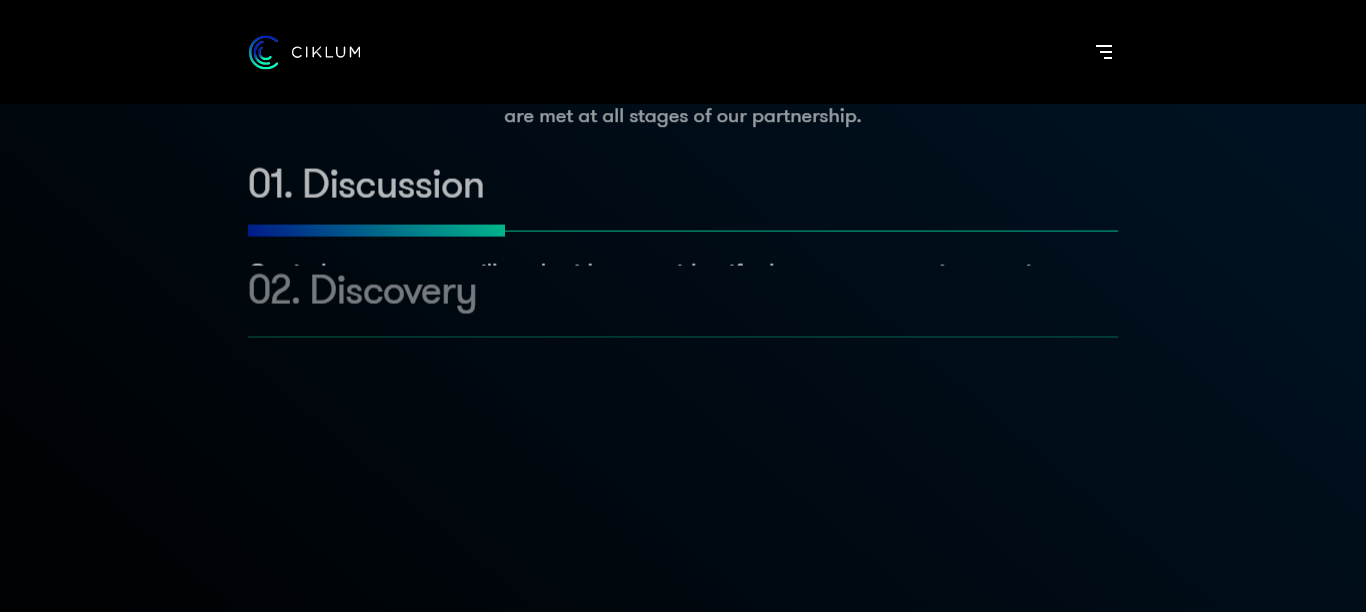 CIKLUM
are met at all stages of our partnership.
01. Discussion
02. Discovery